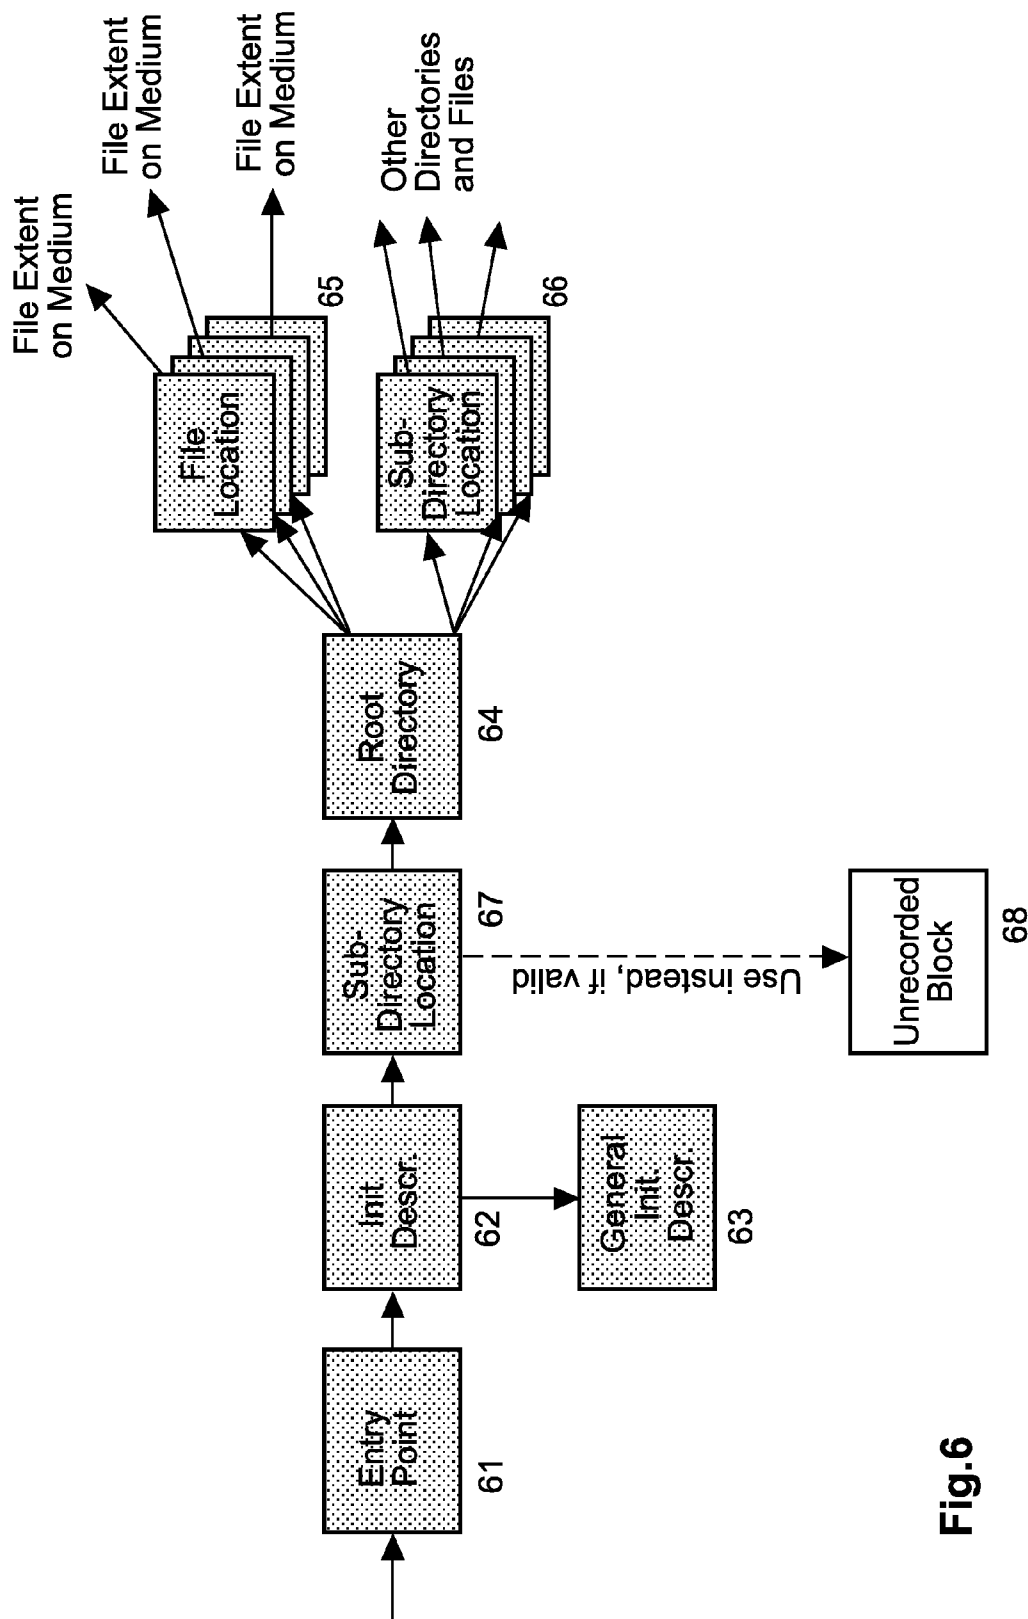 Entry
Point
61
Init.
Descr.
62
General
Init.
Descr.
63
Sub-
Directory
Location
67
Use instead, if valid
Unrecorded
Block
68
Root
Directory
64
File
Location
65
Sub-
Directory
Location
66
File Extent
on Medium
File Extent
on Medium
File Extent
on Medium
Other
Directories
and Files
Fig.6